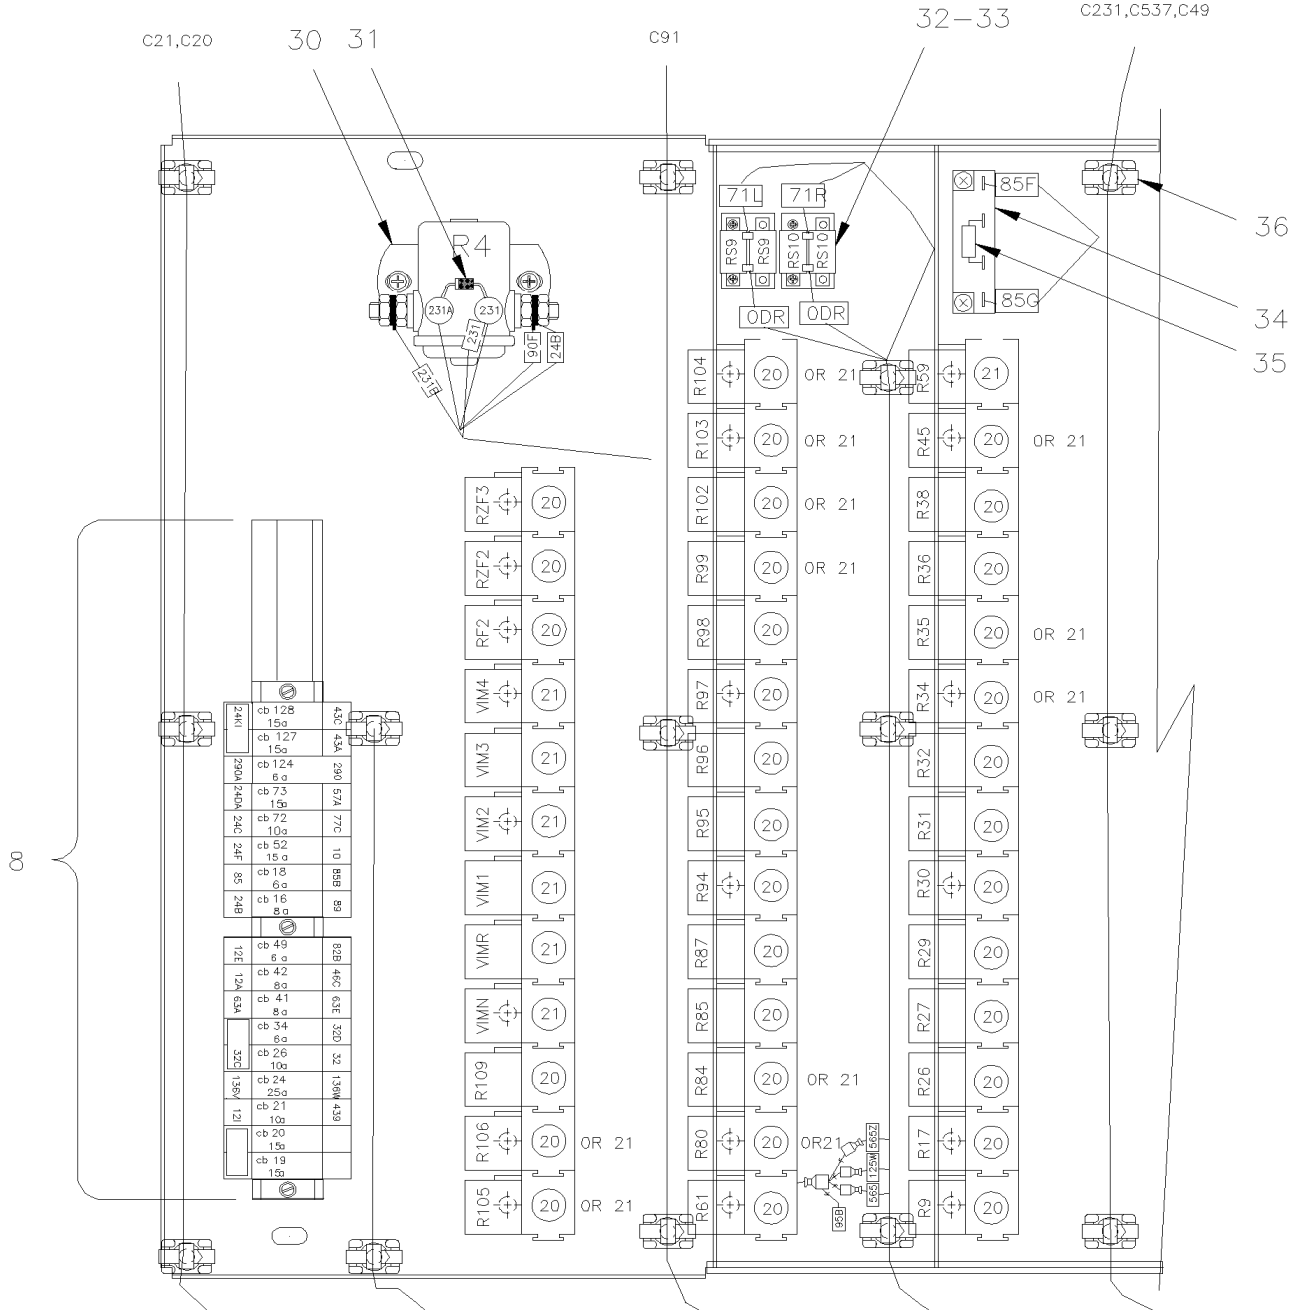 C21,C20
30
31
C91
32-33
C231,C537,C49
36
34
35
R4
231A
231
231
231B
90F
24B
71L
71R
RS9
RS9
RS10
RS10
ODR
ODR
85F
85G
8
24KI
cb 128
15a
43C
cb 127
15a
43A
290A
cb 124
6a
290
24DA
cb 73
15a
57A
24C
cb 72
10a
77C
24F
cb 52
15a
10
85
cb 18
6a
85B
24B
cb 16
8a
89
12E
cb 49
6a
82B
12A
cb 42
8a
46C
63A
cb 41
8a
63E
cb 34
6a
32D
32C
cb 26
10a
32
136V
cb 24
25a
136W
12I
cb 21
10a
439
cb 20
15a
cb 19
15a
RZF3
20
RZF2
20
RF2
20
VIM4
21
VIM3
21
VIM2
21
VIM1
21
VIMR
21
VIMN
21
R109
20
R106
20 OR 21
R105
20 OR 21
R104
20 OR 21
R103
20 OR 21
R102
20 OR 21
R99
20 OR 21
R98
20
R97
20
R96
20
R95
20
R94
20
R87
20
R85
20
R84
20 OR 21
R80
20 OR21
R61
20
565Z
125W
565
95B
R59
21
R45
20 OR 21
R38
20
R36
20
R35
20 OR 21
R34
20 OR 21
R32
20
R31
20
R30
20
R29
20
R27
20
R26
20
R17
20
R9
20